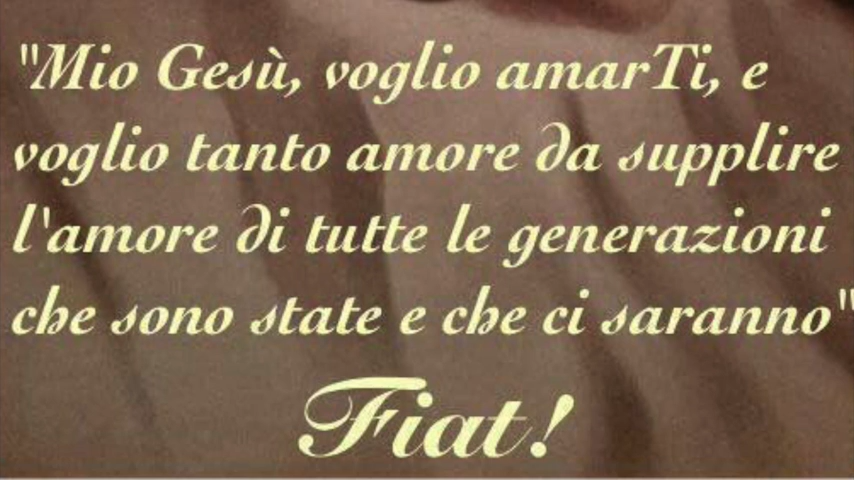 "Mio Gesù, voglio amarTi, e
voglio tanto amore da supplire
l'amore di tutte le generazioni
che sono state e che ci saranno"
Fiat!